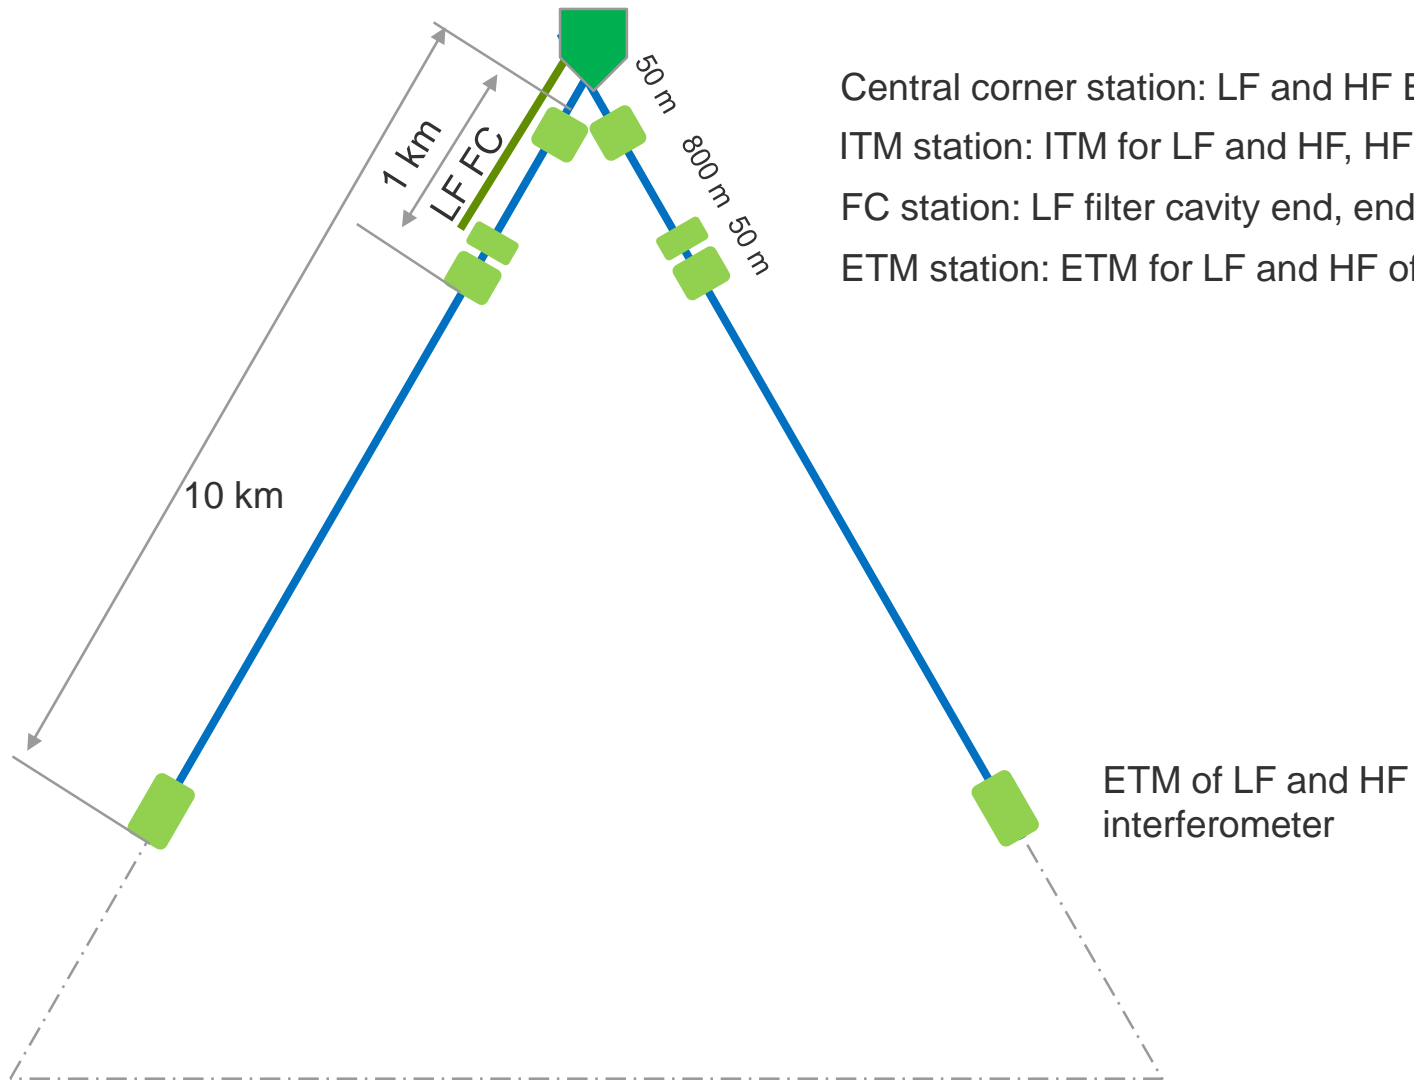 50 m
Central corner station: LF and HF
1 km
LF FC
800 m
ITM station: ITM for LF and HF, HF
50 m
FC station: LF filter cavity end, end
ETM station: ETM for LF and HF of
10 km
ETM of LF and HF
interferometer